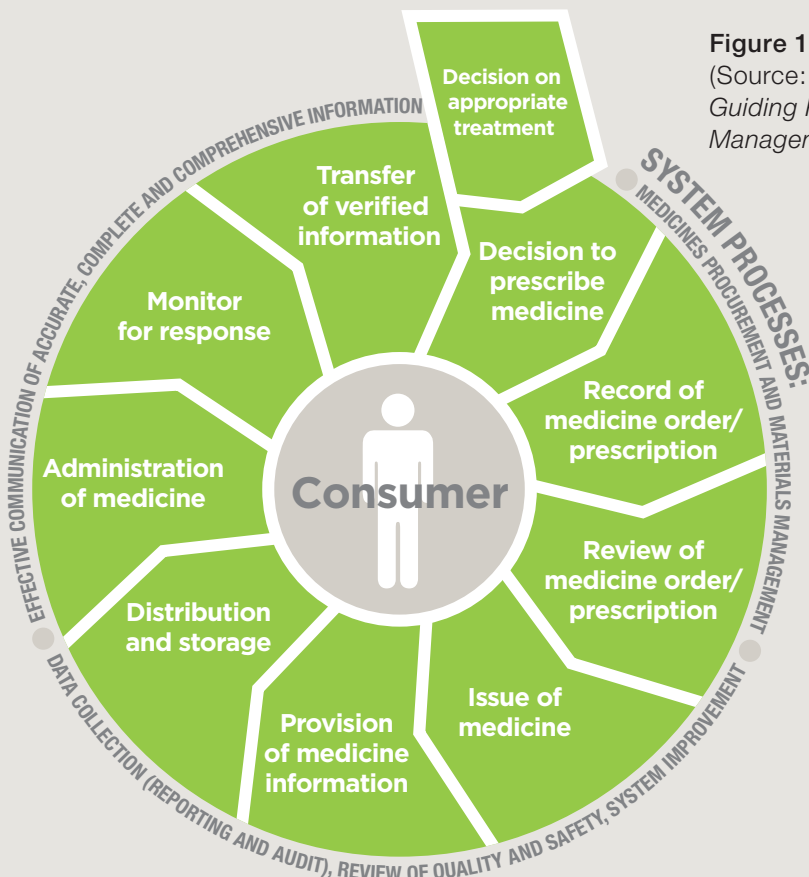 Figure 1
(Source:
Guiding
Manager
Decision on
appropriate
treatment
SYSTEM PROCESSES:
MEDICINES PROCUREMENT AND MATERIALS MANAGEMENT
Decision to
prescribe
medicine
Record of
medicine order/
prescription
Review of
medicine order/
prescription
Issue of
medicine
Provision
of medicine
information
Distribution
and storage
Administration
of medicine
Monitor
for response
Transfer
of verified
information
Consumer
DATA COLLECTION (REPORTING AND AUDIT), REVIEW OF QUALITY AND SAFETY, SYSTEM IMPROVEMENT
EFFECTIVE COMMUNICATION OF ACCURATE, COMPLETE AND COMPREHENSIVE INFORMATION